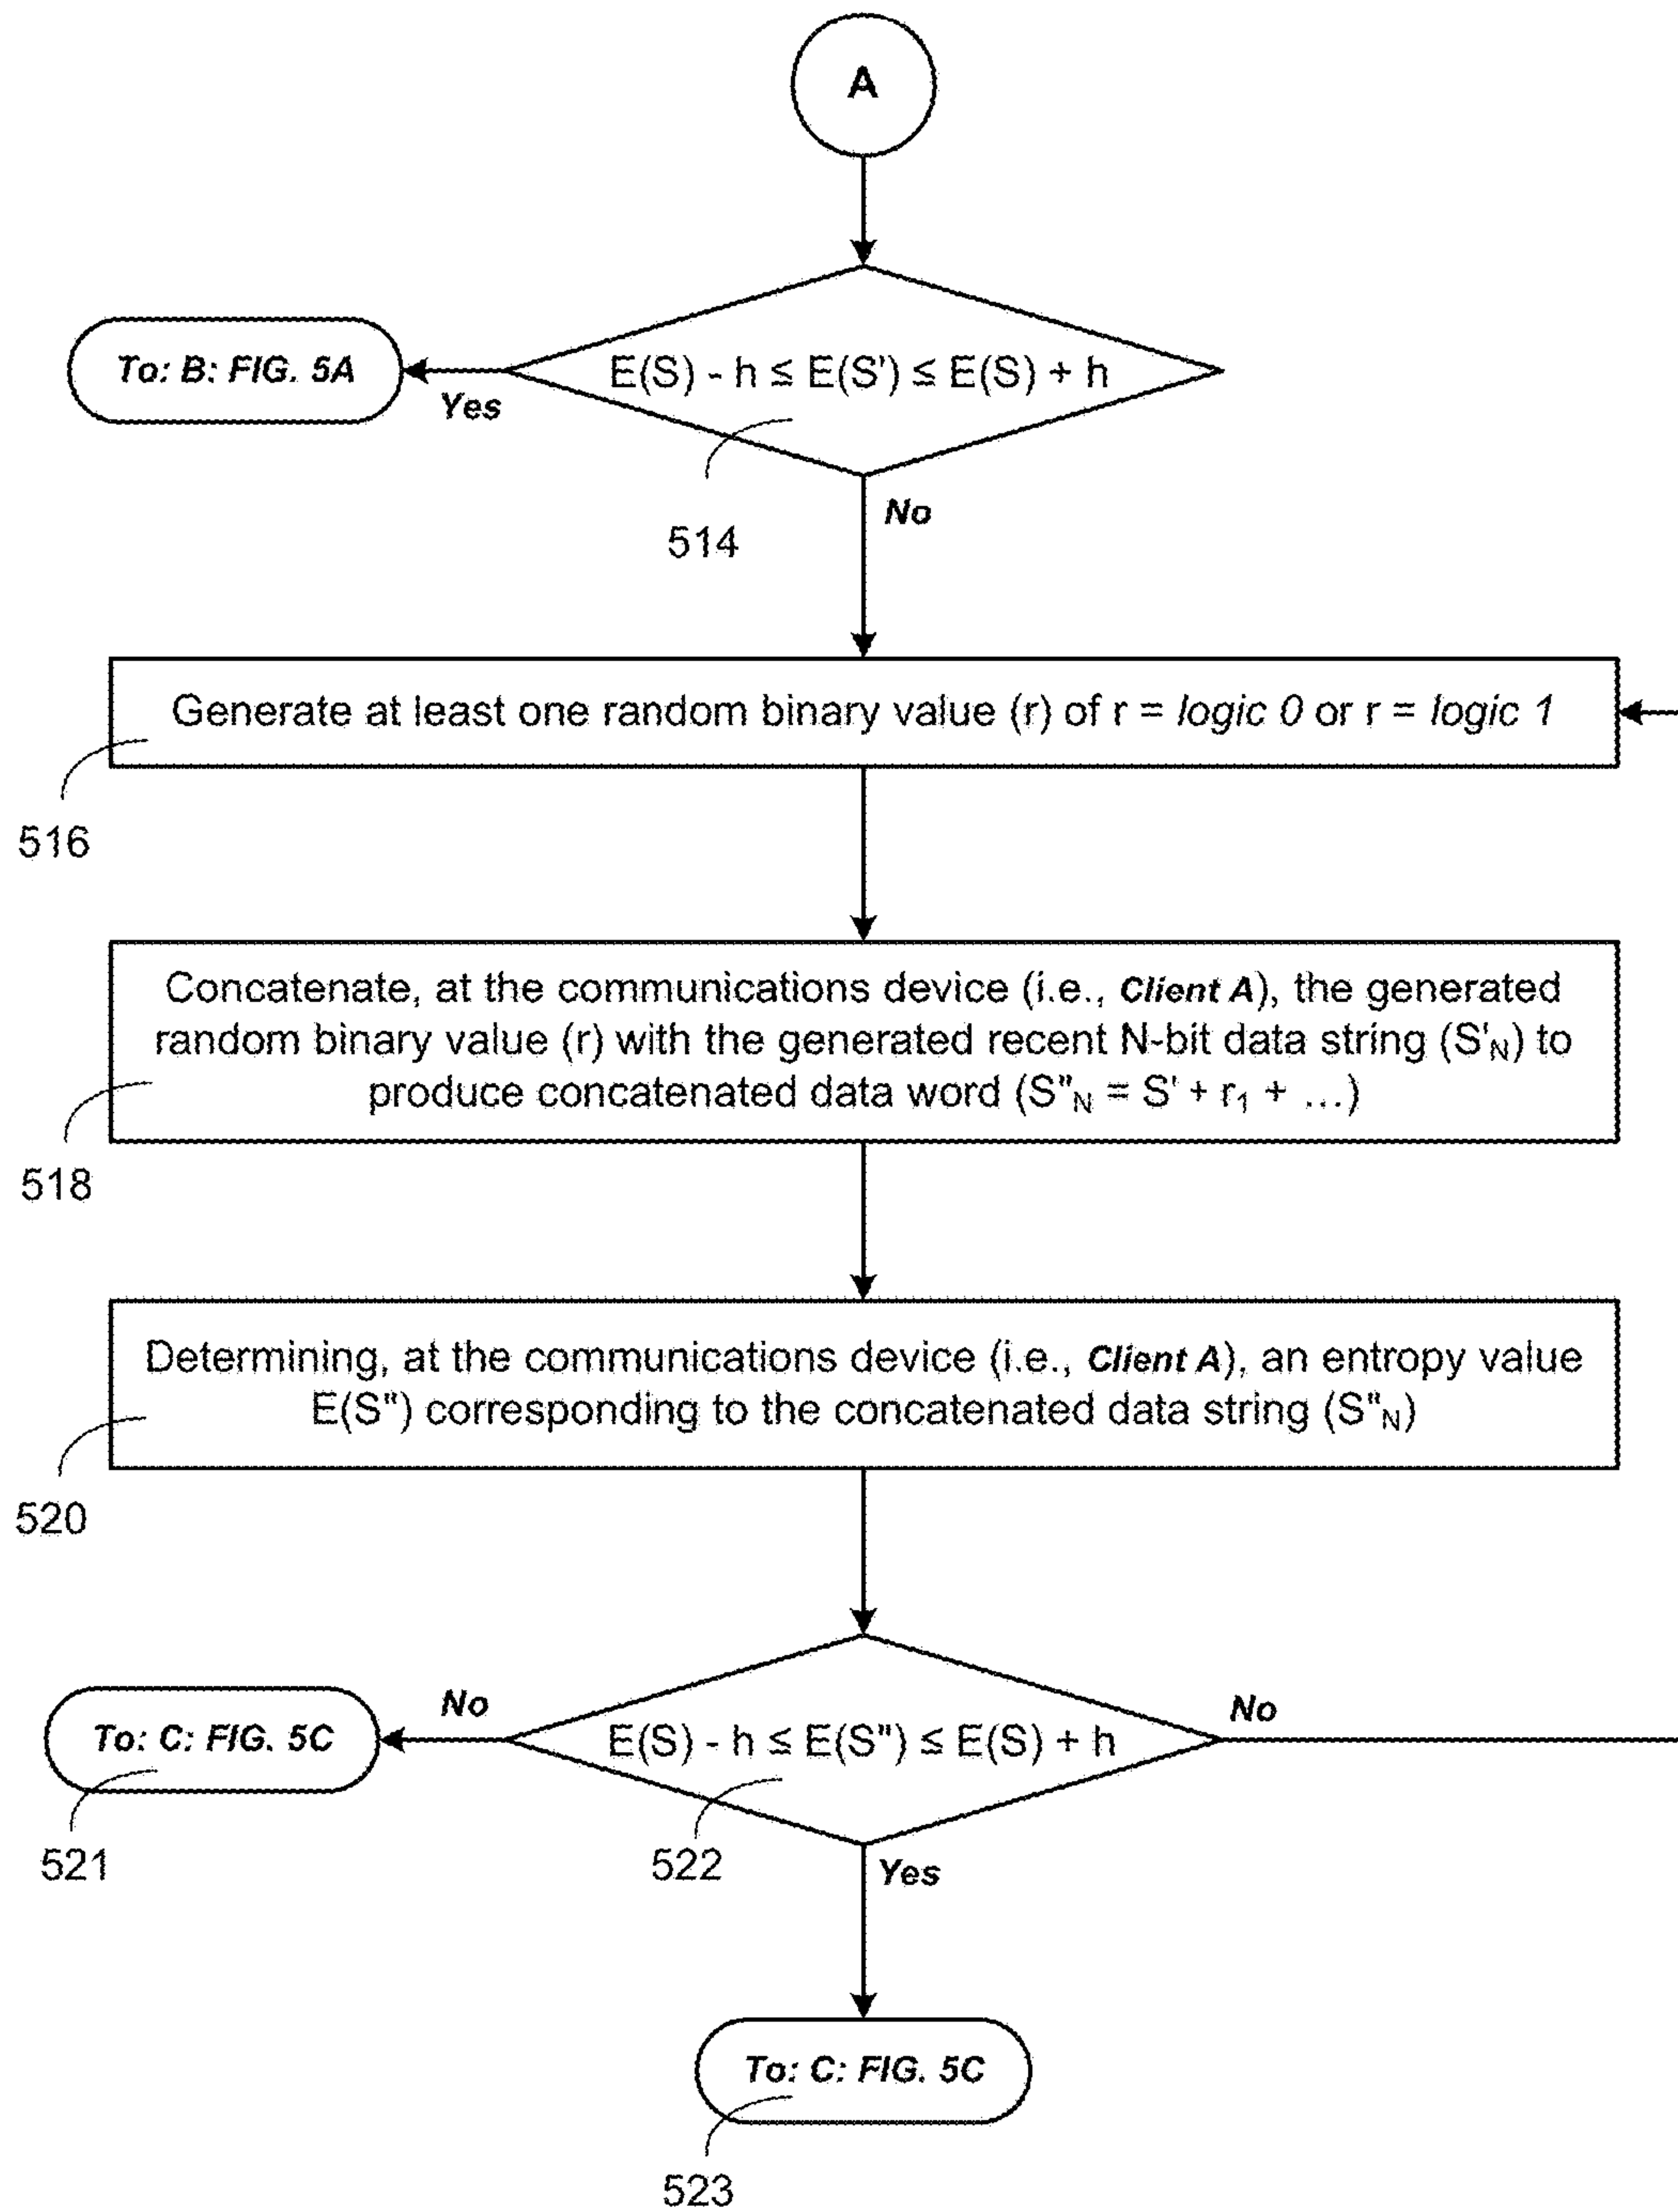 A
E(S) - h ≤ E(S') ≤ E(S) + h
To: B: FIG. 5A
Yes
No
514
Generate at least one random binary value (r) of r = logic 0 or r = logic 1
516
Concatenate, at the communications device (i.e., Client A), the generated
random binary value (r) with the generated recent N-bit data string (S'N) to
produce concatenated data word (S"N = S' + r1 + ...)
518
Determining, at the communications device (i.e., Client A), an entropy value
E(S") corresponding to the concatenated data string (S"N)
520
No
No
To: C: FIG. 5C
E(S) - h ≤ E(S") ≤ E(S) + h
521
522
Yes
To: C: FIG. 5C
523